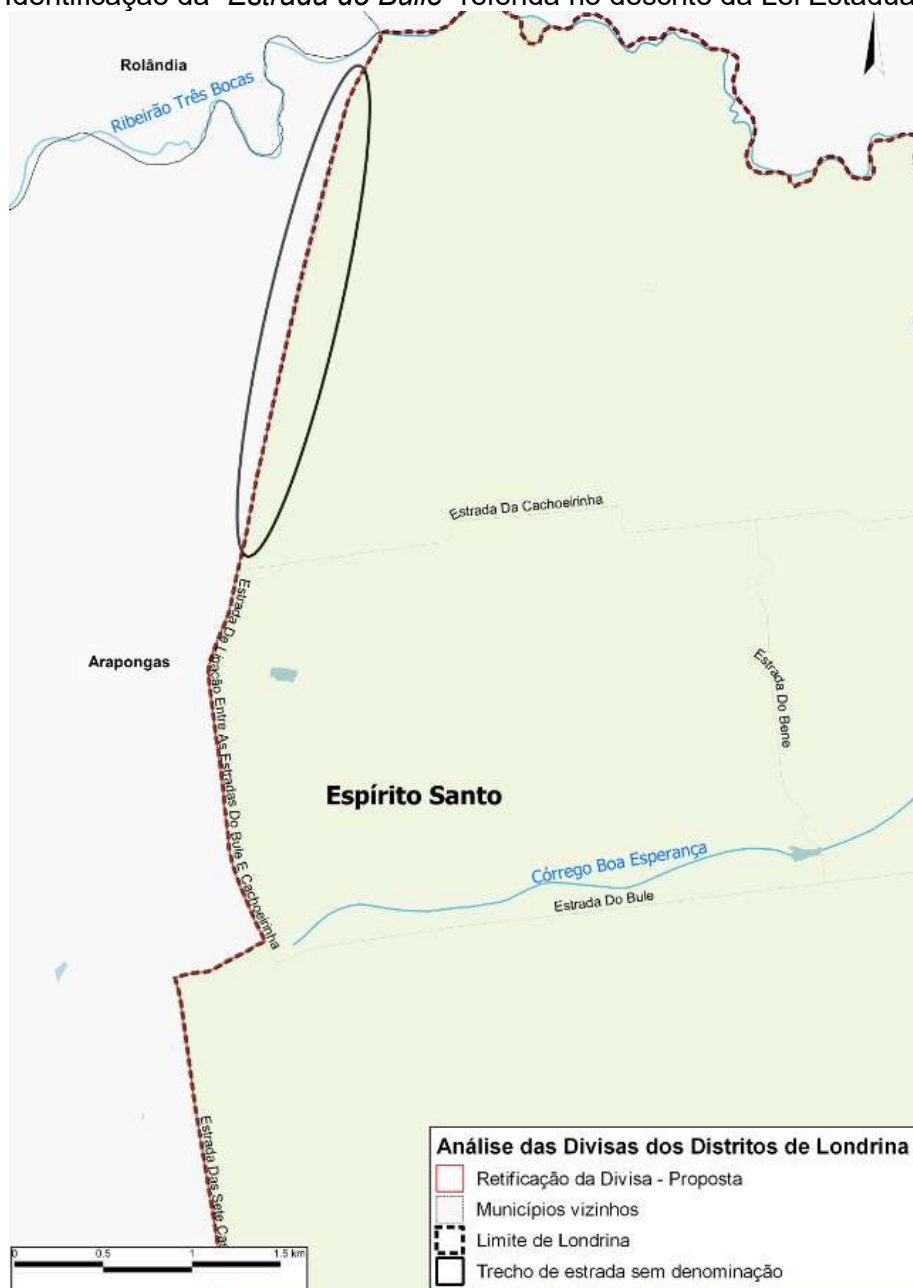 Identificação da "Estrada do Bulle" referida no descrito da Lei Estadua
Rolândia
Ribeirão Três Bocas
Estrada Da Cachoeirinha
Estrada De Ligação Entre As Estradas Do Bule E Cachoeirinha
Arapongas
Estrada Do Bene
Espírito Santo
Córrego Boa Esperança
Estrada Do Bule
Estrada Das Sete Cas
Análise das Divisas dos Distritos de Londrina
Retificação da Divisa - Proposta
Municípios vizinhos
Limite de Londrina
Trecho de estrada sem denominação
0 0.5 1 1.5 km